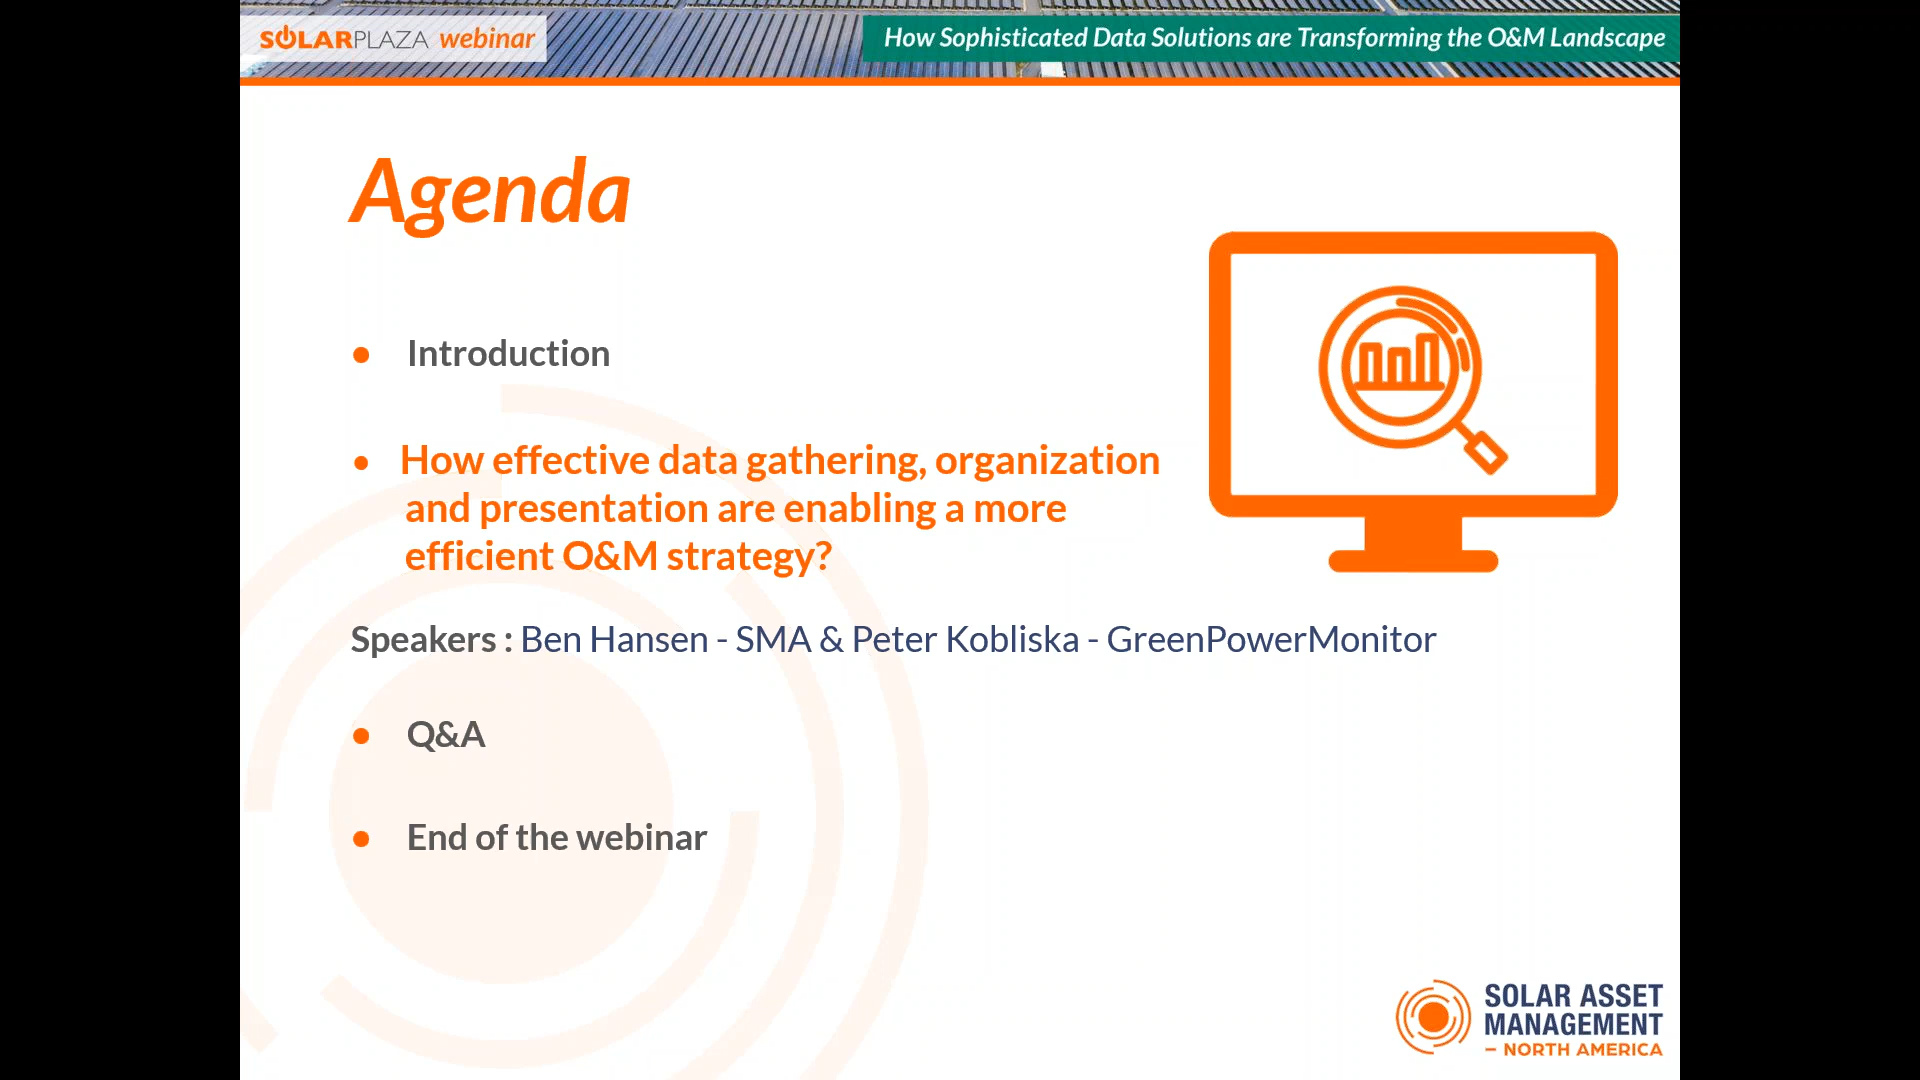 SOLARPLAZA webinar
How Sophisticated Data Solutions are Transforming the O&M Landscape
Agenda
● Introduction
● How effective data gathering, organization
and presentation are enabling a more
efficient O&M strategy?
Speakers : Ben Hansen - SMA & Peter Kobliska - GreenPowerMonitor
● Q&A
● End of the webinar
SOLAR ASSET
MANAGEMENT
– NORTH AMERICA